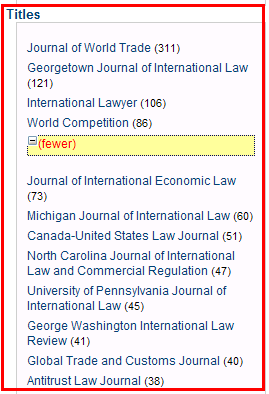 Titles
Journal of World Trade (311)
Georgetown Journal of International Law
(121)
International Lawyer (106)
World Competition (86)
(fewer)
Journal of International Economic Law
(73)
Michigan Journal of International Law (60)
Canada-United States Law Journal (51)
North Carolina Journal of International
Law and Commercial Regulation (47)
University of Pennsylvania Journal of
International Law (45)
George Washington International Law
Review (41)
Global Trade and Customs Journal (40)
Antitrust Law Journal (38)